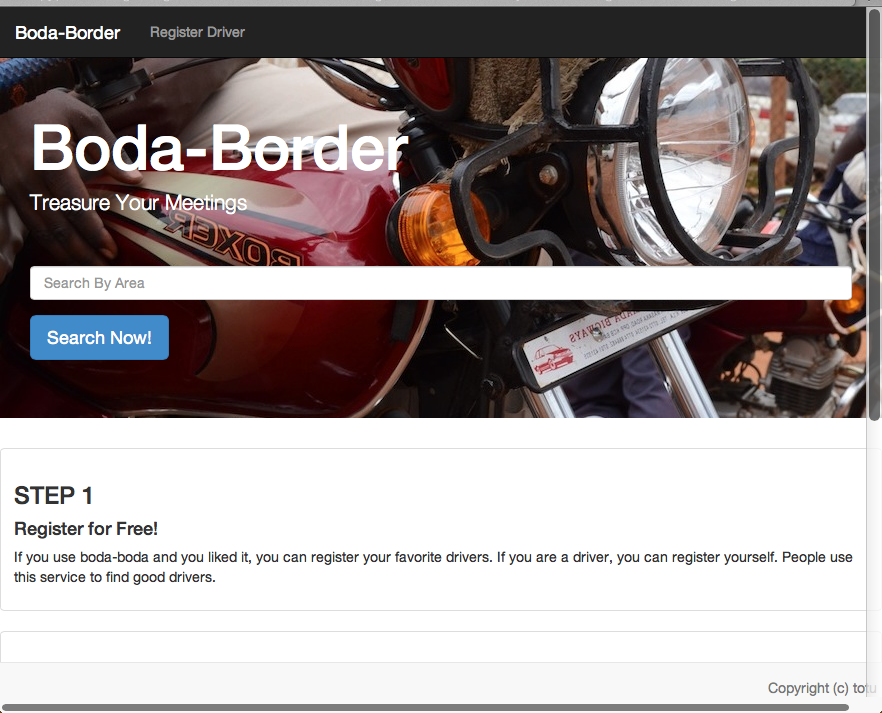 Boda-Border Register Driver
Boda-Border
Treasure Your Meetings
BOXER
Search By Area
Search Now!
STEP 1
Register for Free!
If you use boda-boda and you liked it, you can register your favorite drivers. If you are a driver, you can register yourself. People use
this service to find good drivers.
Copyright (c) totu